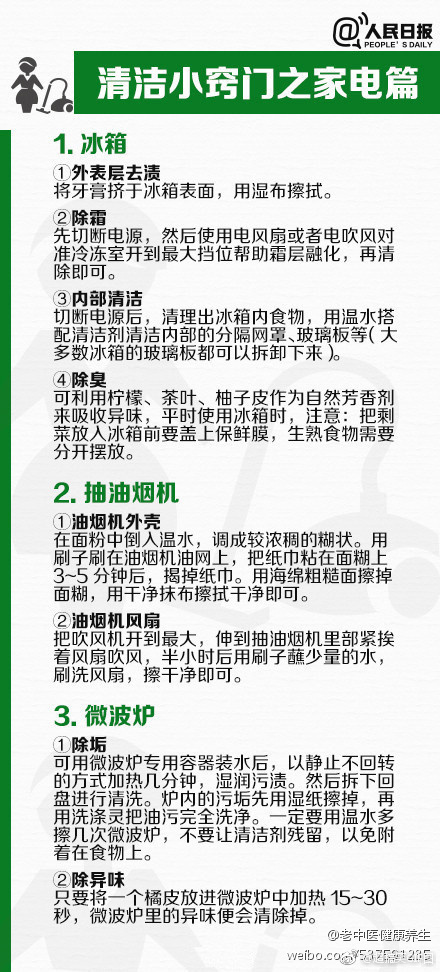 @人民日报
PEOPLE'S DAILY
清洁小窍门之家电篇
1. 冰箱
①外表层去渍
将牙膏挤于冰箱表面，用湿布擦拭。
②除霜
先切断电源，然后使用电风扇或者电吹风对
准冷冻室开到最大挡位帮助霜层融化，再清
除即可。
③内部清洁
切断电源后，清理出冰箱内食物，用温水搭
配清洁剂清洁内部的分隔网罩、玻璃板等（大
多数冰箱的玻璃板都可以拆卸下来）。
④除臭
可利用柠檬、茶叶、柚子皮作为自然芳香剂
来吸收异味，平时使用冰箱时，注意：把剩
菜放入冰箱前要盖上保鲜膜，生熟食物需要
分开摆放。
2. 抽油烟机
①油烟机外壳
在面粉中倒入温水，调成较浓稠的糊状。用
刷子刷在油烟机油网上，把纸巾粘在面糊上
3~5 分钟后，揭掉纸巾。用海绵粗糙面擦掉
面糊，用干净抹布擦拭干净即可。
②油烟机风扇
把吹风机开到最大，伸到抽油烟机里部紧挨
着风扇吹风，半小时后用刷子蘸少量的水，
刷洗风扇，擦干净即可。
3. 微波炉
①除垢
可用微波炉专用容器装水后，以静止不回转
的方式加热几分钟，湿润污渍。然后拆下回
盘进行清洗。炉内的污垢先用湿纸擦掉，再
用洗涤灵把油污完全洗净。一定要用温水多
擦几次微波炉，不要让清洁剂残留，以免附
着在食物上。
②除异味
只要将一个橘皮放进微波炉中加热 15~30
秒，微波炉里的异味便会清除掉。
@老中医健康养生